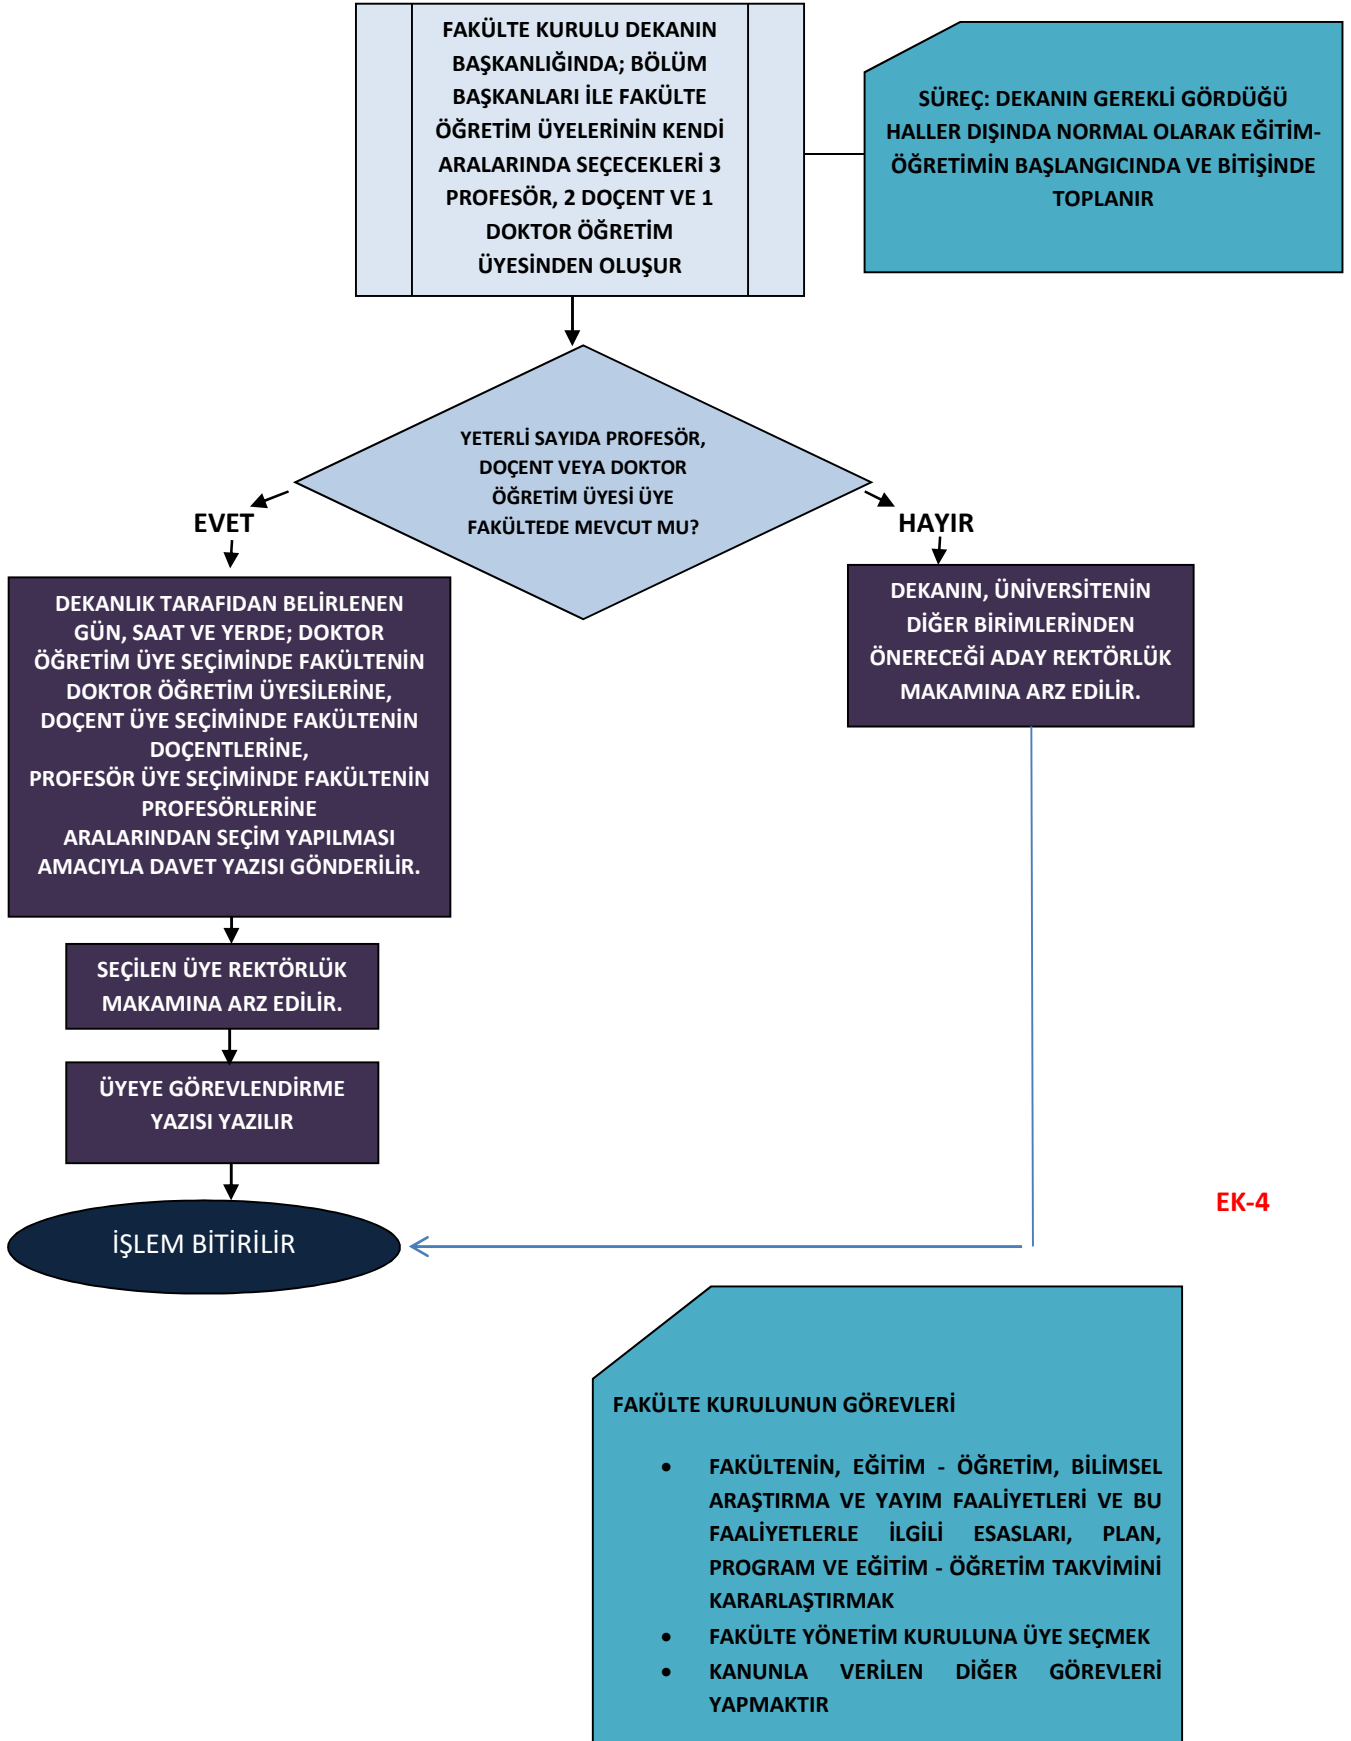 FAKÜLTE KURULU DEKANIN
BAŞKANLIĞINDA; BÖLÜM
BAŞKANLARI İLE FAKÜLTE
ÖĞRETİM ÜYELERİNİN KENDİ
ARALARINDA SEÇECEKLERİ 3
PROFESÖR, 2 DOÇENT VE 1
DOKTOR ÖĞRETİM
ÜYESİNDEN OLUŞUR
SÜREÇ: DEKANIN GEREKLİ GÖRDÜĞÜ
HALLER DIŞINDA NORMAL OLARAK EĞİTİM-
ÖĞRETİMİN BAŞLANGICINDA VE BİTİŞİNDE
TOPLANIR
YETERLİ SAYIDA PROFESÖR,
DOÇENT VEYA DOKTOR
ÖĞRETİM ÜYESİ ÜYE
FAKÜLTEDE MEVCUT MU?
EVET
HAYIR
DEKANLIK TARAFIDAN BELİRLENEN
GÜN, SAAT VE YERDE; DOKTOR
ÖĞRETİM ÜYE SEÇİMİNDE FAKÜLTENİN
DOKTOR ÖĞRETİM ÜYESİLERİNE,
DOÇENT ÜYE SEÇİMİNDE FAKÜLTENİN
DOÇENTLERİNE,
PROFESÖR ÜYE SEÇİMİNDE FAKÜLTENİN
PROFESÖRLERİNE
ARALARINDAN SEÇİM YAPILMASI
AMACIYLA DAVET YAZISI GÖNDERİLİR.
DEKANIN, ÜNİVERSİTENİN
DİĞER BİRİMLERİNDEN
ÖNERECEĞİ ADAY REKTÖRLÜK
MAKAMINA ARZ EDİLİR.
SEÇİLEN ÜYE REKTÖRLÜK
MAKAMINA ARZ EDİLİR.
ÜYEYE GÖREVLENDİRME
YAZISI YAZILIR
EK-4
İŞLEM BİTİRİLİR
FAKÜLTE KURULUNUN GÖREVLERİ
• FAKÜLTENİN, EĞİTİM - ÖĞRETİM, BİLİMSEL
ARAŞTIRMA VE YAYIM FAALİYETLERİ VE BU
FAALİYETLERLE İLGİLİ ESASLARI, PLAN,
PROGRAM VE EĞİTİM - ÖĞRETİM TAKVİMİNİ
KARARLAŞTIRMAK
• FAKÜLTE YÖNETİM KURULUNA ÜYE SEÇMEK
• KANUNLA VERİLEN DİĞER GÖREVLERİ
YAPMAKTIR